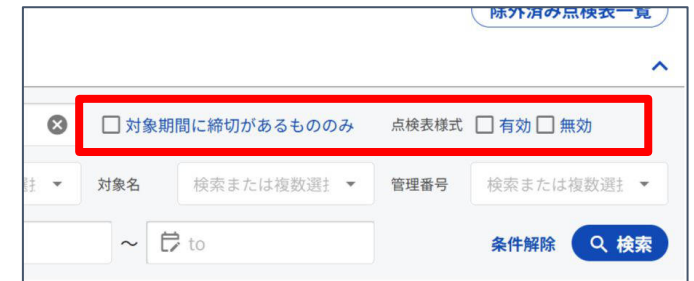 除外済み点検表一覧
対象期間に締切があるもののみ 点検表様式 有効 無効
対象名 検索または複数選択 管理番号 検索または複数選択
～ to
条件解除 検索